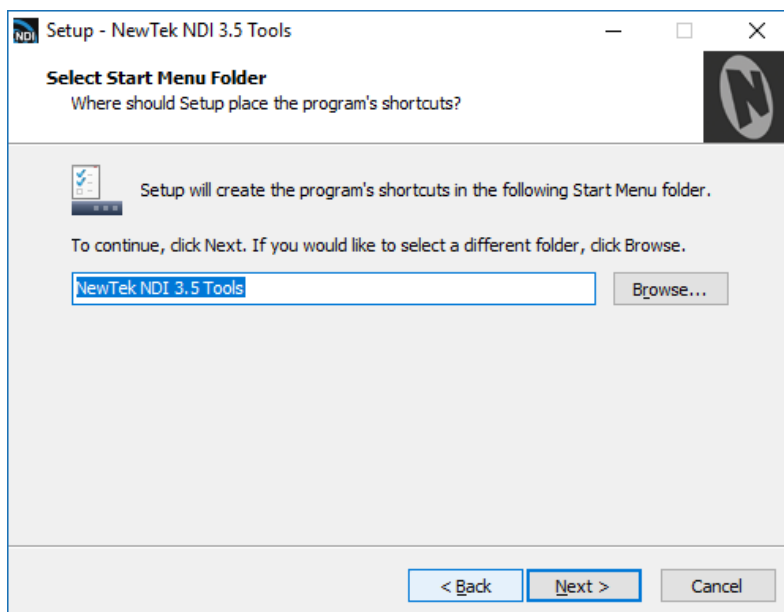 NDI Setup - NewTek NDI 3.5 Tools
Select Start Menu Folder
Where should Setup place the program's shortcuts?
N
Setup will create the program's shortcuts in the following Start Menu folder.
To continue, click Next. If you would like to select a different folder, click Browse.
NewTek NDI 3.5 Tools Browse...
< Back Next > Cancel